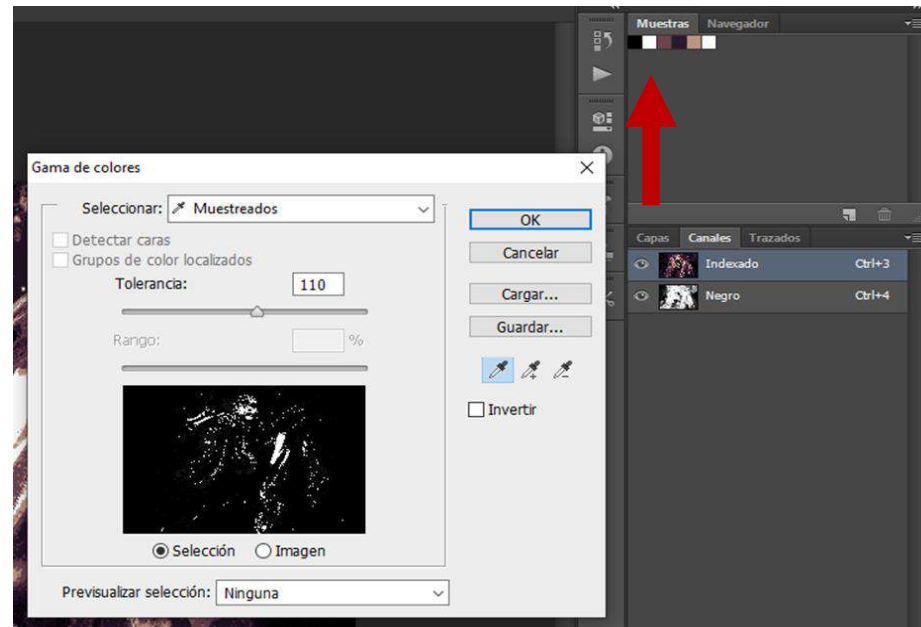 Muestras Navegador
Gama de colores
Seleccionar: Muestreados
Detectar caras
Grupos de color localizados
Tolerancia: 110
Rango: %
Selección Imagen
Previsualizar selección: Ninguna
OK
Cancelar
Cargar...
Guardar...
Invertir
Capas Canales Trazados
Indexado Ctrl+3
Negro Ctrl+4